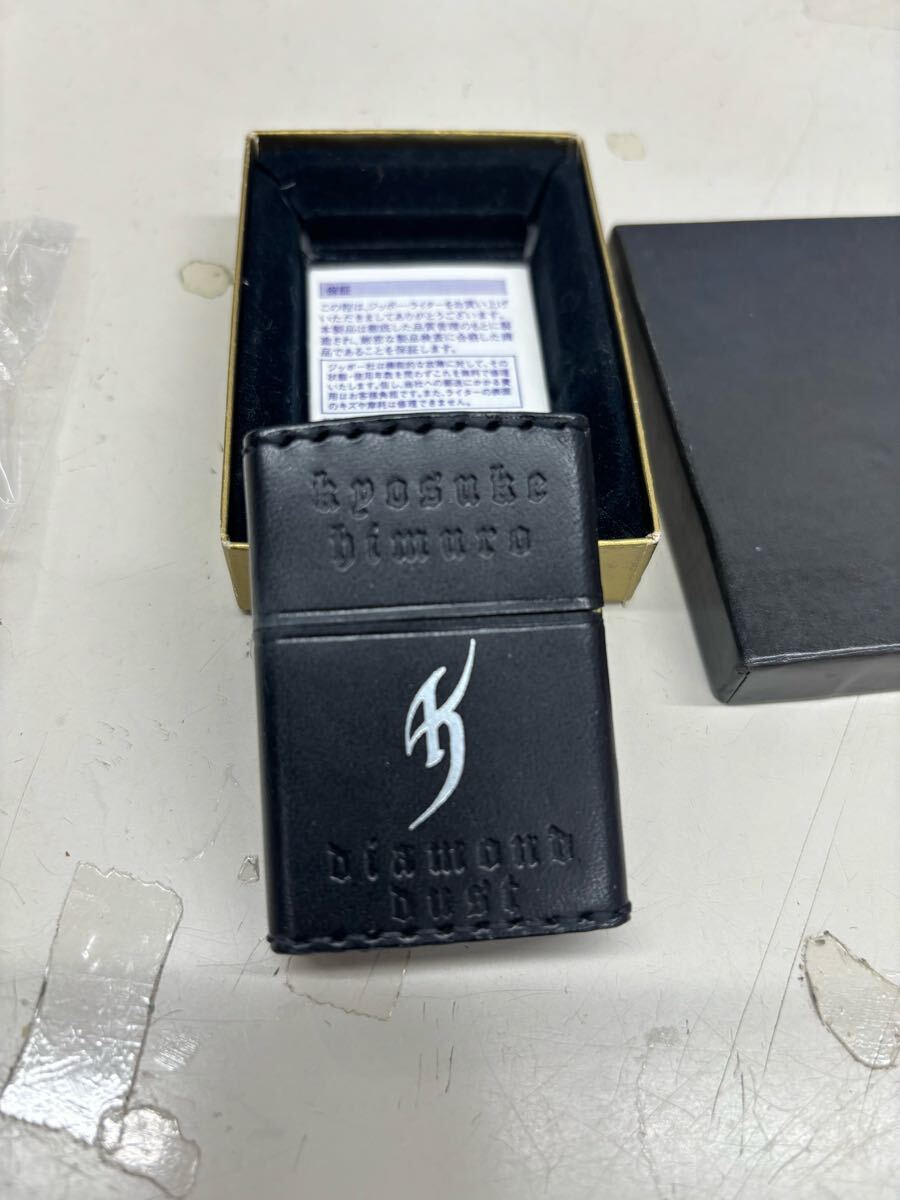 保証
この程は、ジッポー・ライターをお買い上げ
いただきましてありがとうございます。
本製品は徹底した品質管理のもとに製
造され、厳密な製品検査に合格した商
品であることを保証します。
ジッポー社は機能的な故障に対して、その
状態・使用年数を問わずこれを無料で修理
いたします。但し、当社への郵送にかかる費
用はお客様負担です。また、ライターの表面
のキズや摩耗は修理できません。
kyosuke
himuro
diamond
dust